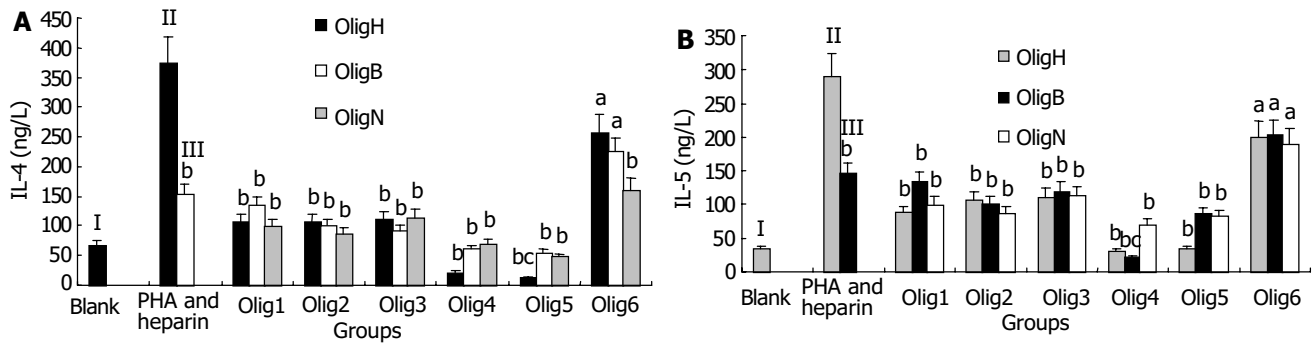 A
IL-4 (ng/L)
450
400
350
300
250
200
150
100
50
0
OligH
OligB
OligN
I
II
III
b
b b b
b b b
b b b
b b b
bc b b
a a b
Blank
PHA and
heparin
Olig1 Olig2 Olig3 Olig4 Olig5 Olig6
Groups
B
IL-5 (ng/L)
350
300
250
200
150
100
50
0
OligH
OligB
OligN
I
II
III
b
b b b
b b b
b b b
b bc b
b b b
a a a
Blank
PHA and
heparin
Olig1 Olig2 Olig3 Olig4 Olig5 Olig6
Groups